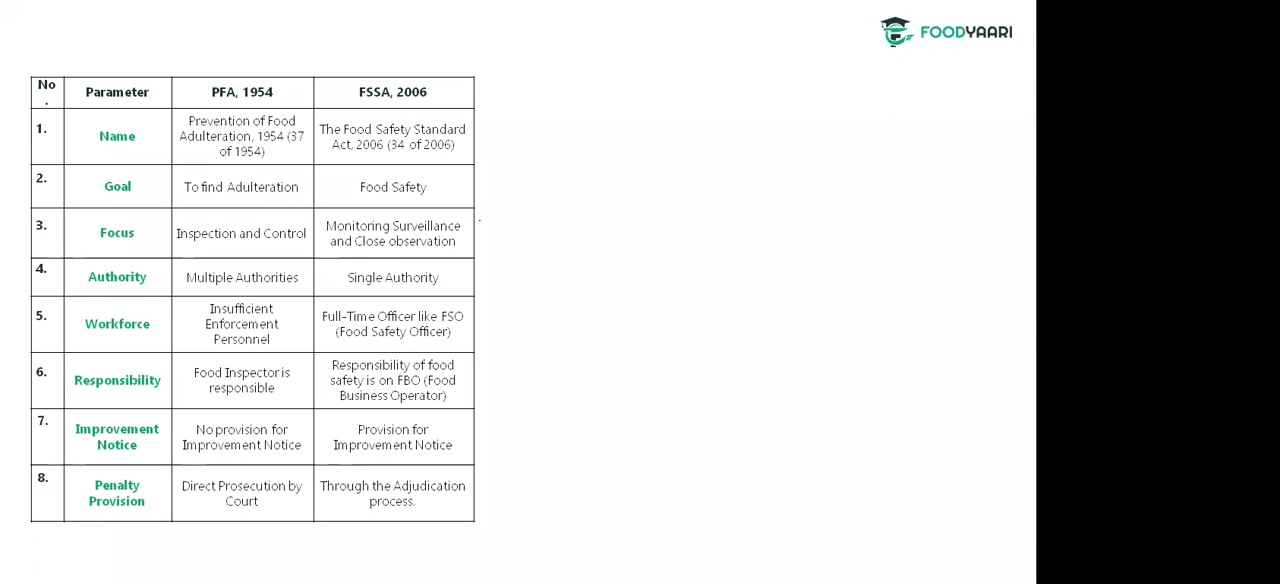 FOODYAARI
No
.
Parameter
PFA, 1954
FSSA, 2006
1.
Name
Prevention of Food
Adulteration, 1954 (37
of 1954)
The Food Safety Standard
Act, 2006 (34 of 2006)
2.
Goal
To find Adulteration
Food Safety
3.
Focus
Inspection and Control
Monitoring Surveillance
and Close observation
4.
Authority
Multiple Authorities
Single Authority
5.
Workforce
Insufficient
Enforcement
Personnel
Full-Time Officer like FSO
(Food Safety Officer)
6.
Responsibility
Food Inspector is
responsible
Responsibility of food
safety is on FBO (Food
Business Operator)
7.
Improvement
Notice
No provision for
Improvement Notice
Provision for
Improvement Notice
8.
Penalty
Provision
Direct Prosecution by
Court
Through the Adjudication
process.